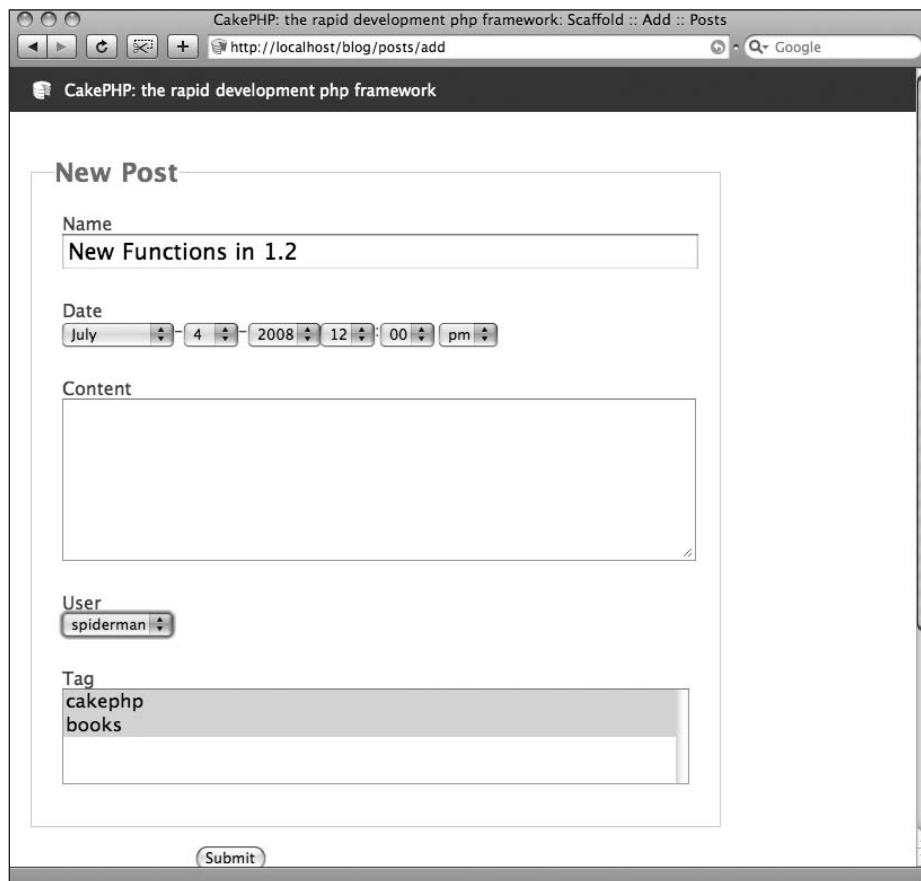 CakePHP: the rapid development php framework: Scaffold :: Add :: Posts
http://localhost/blog/posts/add
Google
CakePHP: the rapid development php framework
New Post
Name
New Functions in 1.2
Date
July - 4 - 2008 12 : 00 pm
Content
User
spiderman
Tag
cakephp
books
Submit